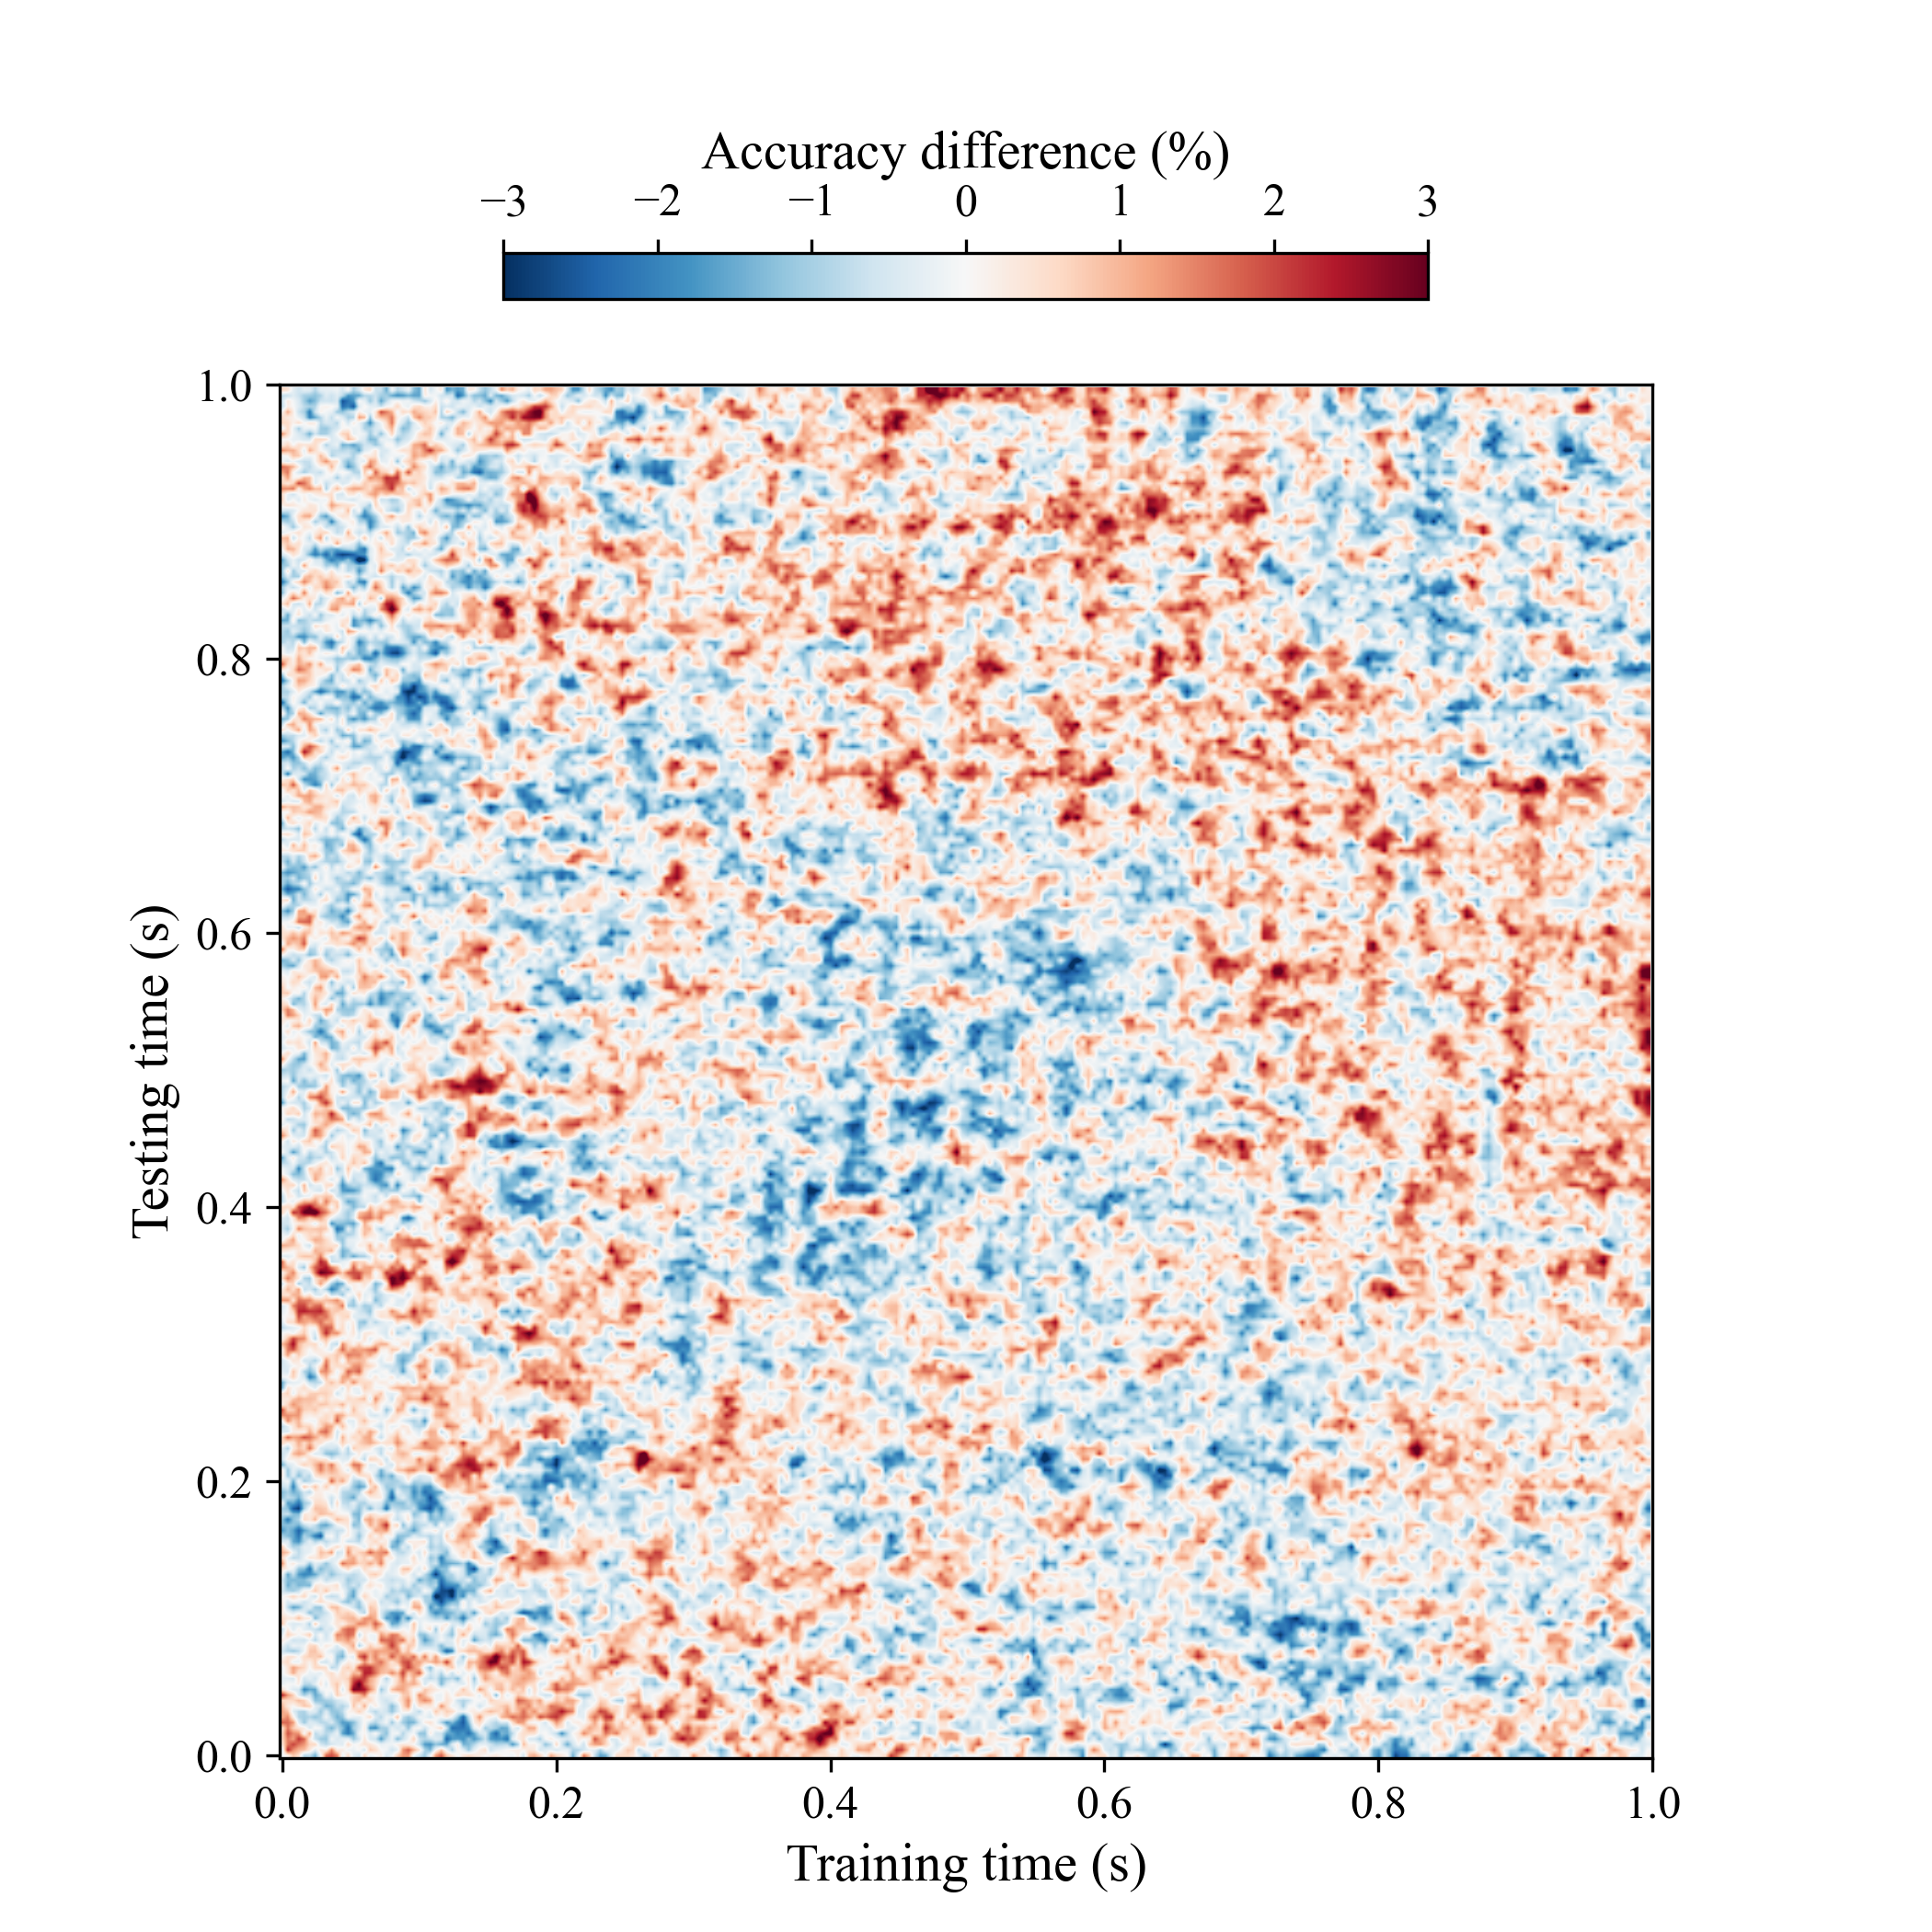 Accuracy difference (%)
−3 −2 −1 0 1 2 3
1.0
0.8
0.6
0.4
0.2
0.0
Testing time (s)
0.0 0.2 0.4 0.6 0.8 1.0
Training time (s)